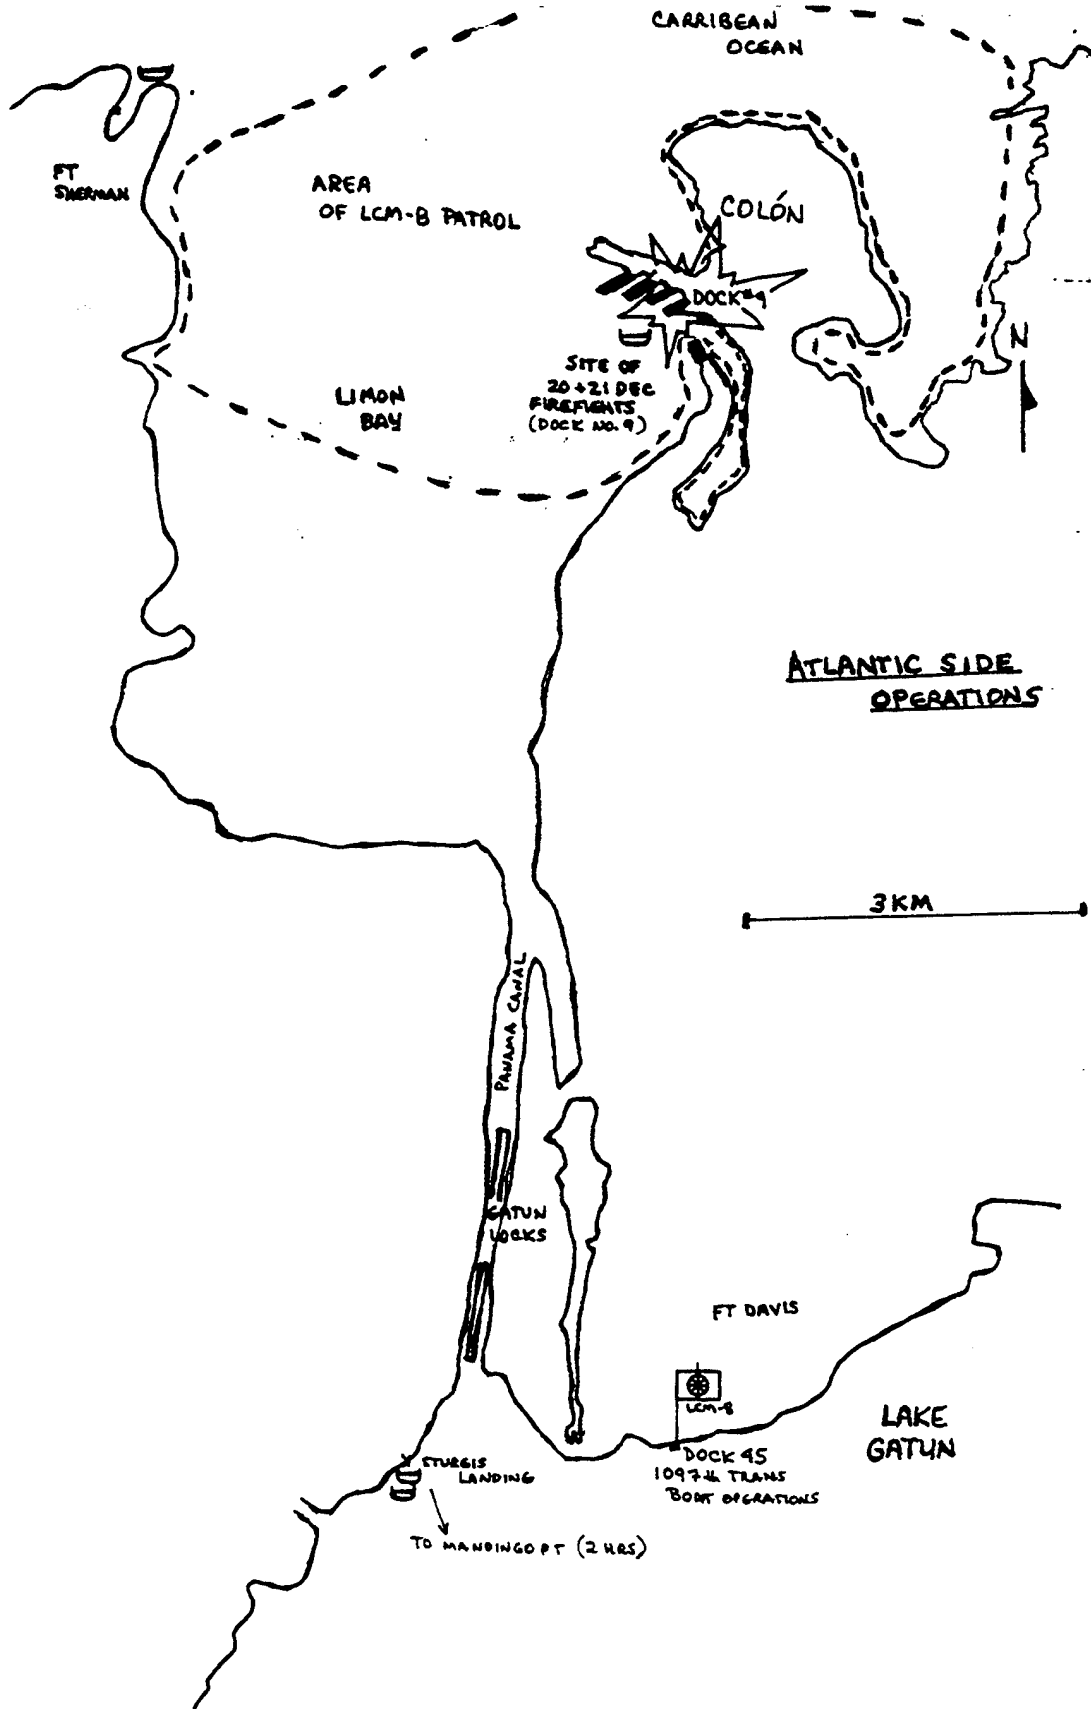 CARRIBEAN
OCEAN
FT
SHERMAN
AREA
OF LCM-8 PATROL
COLÓN
DOCK #9
N
SITE OF
20+21 DEC
FIREFIGHTS
(DOCK NO. 9)
LIMON
BAY
ATLANTIC SIDE
OPERATIONS
3KM
PANAMA CANAL
GATUN
LOCKS
FT DAVIS
LCM-8
LAKE
GATUN
DOCK 45
1097th TRANS
BOAT OPERATIONS
STURGIS
LANDING
TO MANDINGO PT (2 HRS)